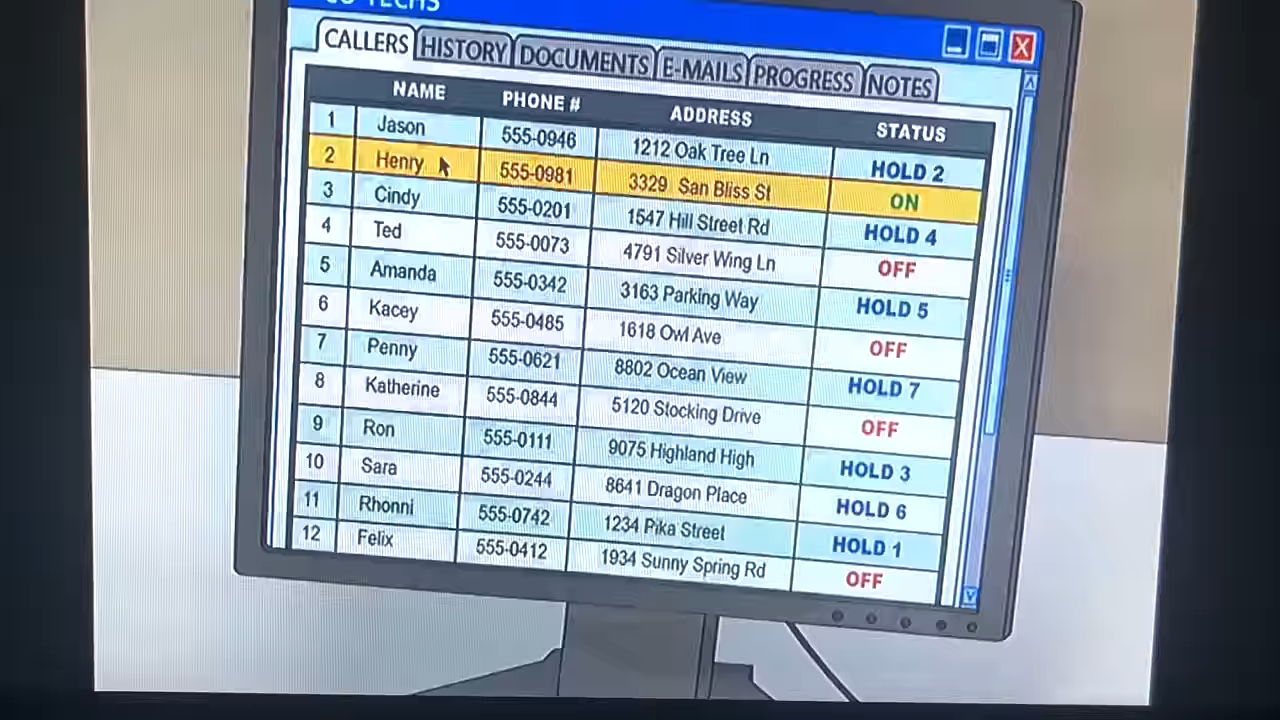 CALLERS HISTORY DOCUMENTS E-MAILS PROGRESS NOTES
NAME PHONE # ADDRESS STATUS
1 Jason 555-0946 1212 Oak Tree Ln HOLD 2
2 Henry 555-0981 3329 San Bliss St ON
3 Cindy 555-0201 1547 Hill Street Rd HOLD 4
4 Ted 555-0073 4791 Silver Wing Ln OFF
5 Amanda 555-0342 3163 Parking Way HOLD 5
6 Kacey 555-0485 1618 Owl Ave OFF
7 Penny 555-0621 8802 Ocean View HOLD 7
8 Katherine 555-0844 5120 Stocking Drive OFF
9 Ron 555-0111 9075 Highland High HOLD 3
10 Sara 555-0244 8641 Dragon Place HOLD 6
11 Rhonni 555-0742 1234 Pika Street HOLD 1
12 Felix 555-0412 1934 Sunny Spring Rd OFF